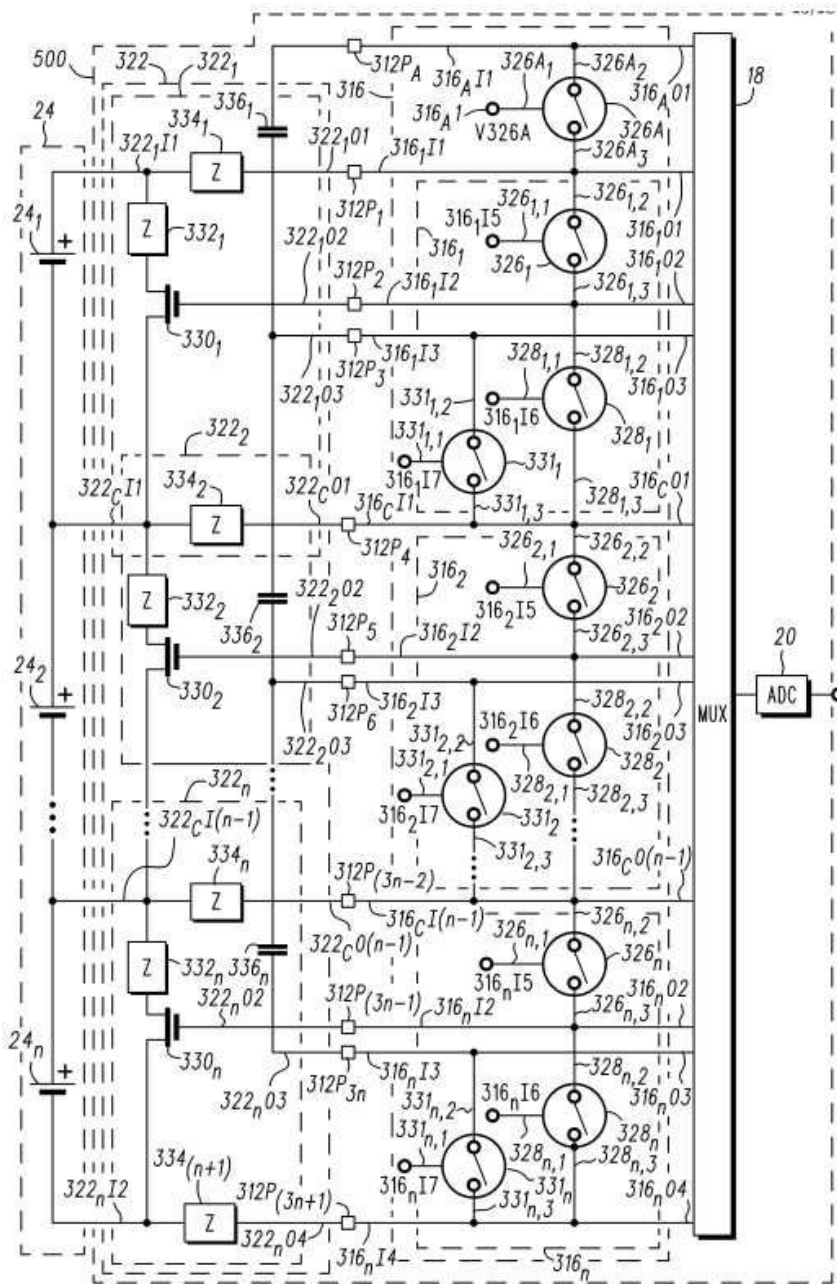 500
322
322₁
24
336₁
312P_A
316
316_A I1
326A₁
326A₂
316_A 01
18
316_A 1
V326A
326A
326A₃
322₁I1
334₁
Z
322₁01
316₁I1
312P₁
24₁
+
Z
332₁
316₁
316₁I5
326₁,₁
326₁
326₁,₂
316₁01
316₁02
322₁02
312P₂
316₁I2
326₁,₃
330₁
322₁03
312P₃
316₁I3
331₁,₂
328₁,₁
328₁,₂
316₁03
316₁I6
328₁
322₂
331₁,₁
316₁I7
331₁
331₁,₃
328₁,₃
316_C 01
322_C I1
334₂
Z
322_C 01
316_C I1
312P₄
316₂
326₂,₁
326₂,₂
316₂I5
326₂
326₂,₃
316₂02
Z
332₂
336₂
322₂02
312P₅
316₂I2
24₂
+
330₂
312P₆
316₂I3
322₂03
331₂,₂
316₂I6
328₂,₂
316₂03
MUX
20
ADC
331₂,₁
328₂,₁
328₂
328₂,₃
316₂I7
331₂
331₂,₃
322ₙ
322_C I(n-1)
334ₙ
Z
312P(3n-2)
316_C I(n-1)
322_C 0(n-1)
316_C 0(n-1)
Z
332ₙ
336ₙ
326ₙ,₁
326ₙ,₂
316ₙI5
326ₙ
326ₙ,₃
316ₙ02
322ₙ02
312P(3n-1)
316ₙI2
24ₙ
+
330ₙ
322ₙ03
312P₃ₙ
316ₙI3
331ₙ,₂
316ₙI6
328ₙ,₂
316ₙ03
331ₙ,₁
328ₙ,₁
328ₙ
328ₙ,₃
316ₙI7
331ₙ
331ₙ,₃
334(n+1)
Z
312P(3n+1)
322ₙI2
322ₙ04
316ₙI4
316ₙ04
316ₙ